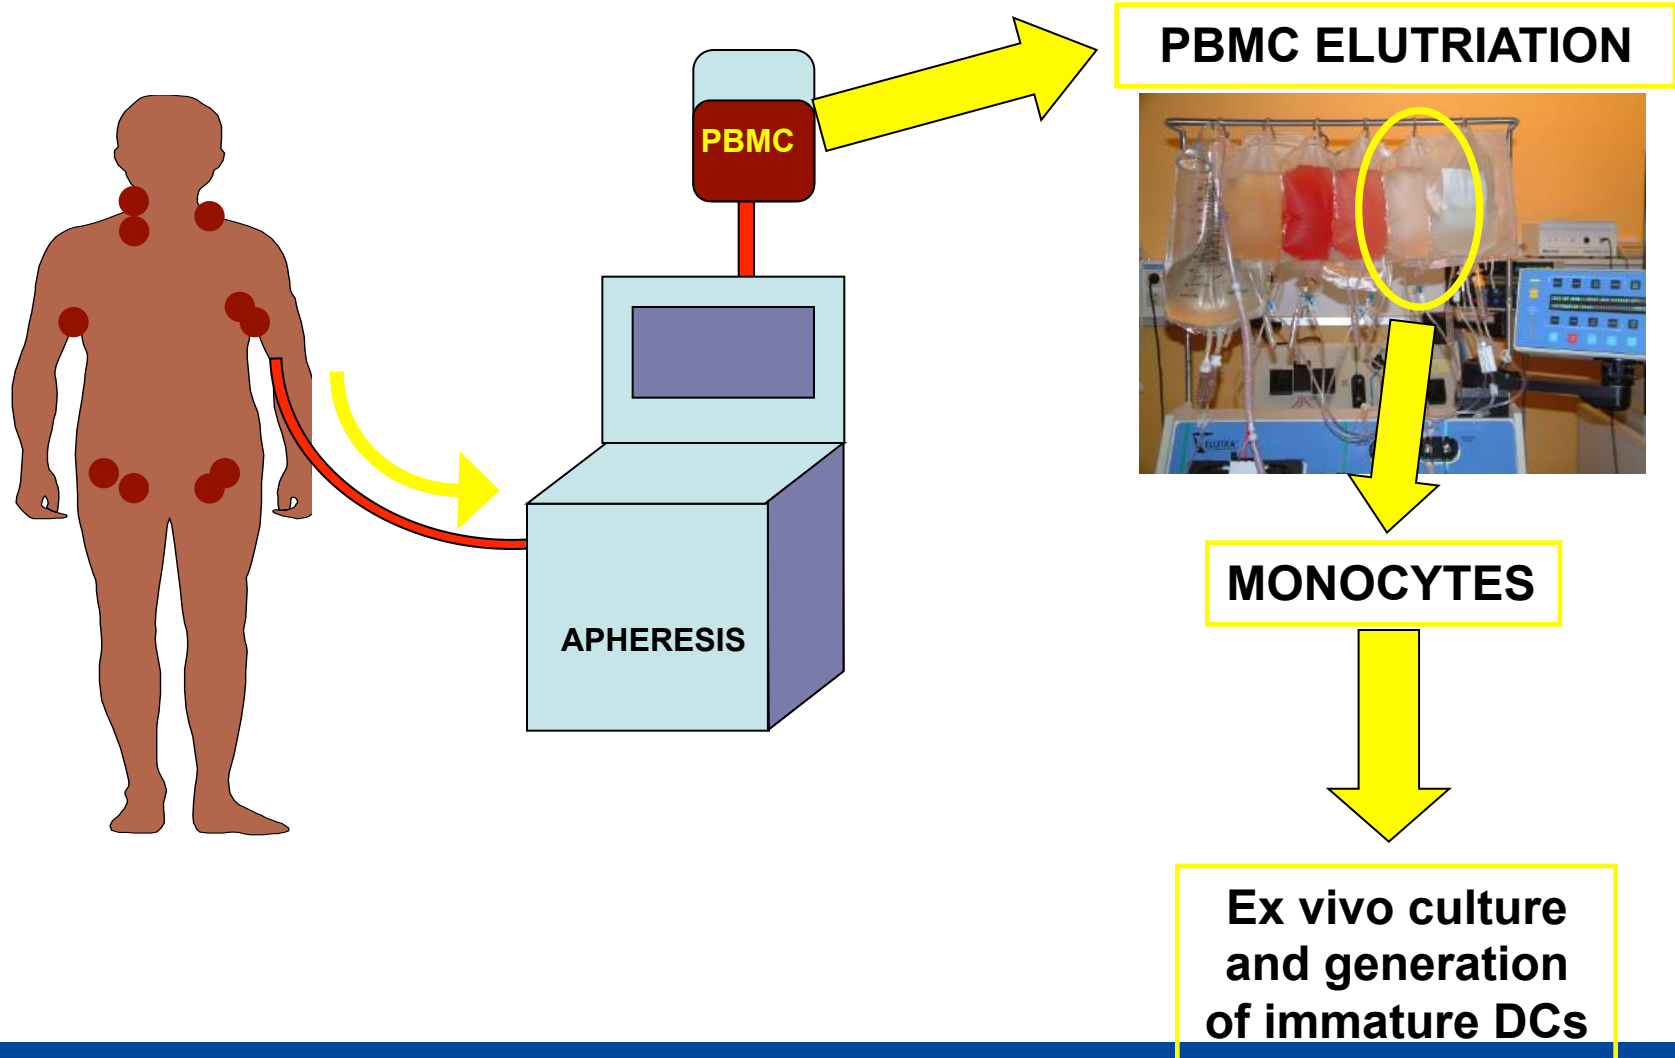 PBMC ELUTRIATION
PBMC
APHERESIS
MONOCYTES
Ex vivo culture
and generation
of immature DCs